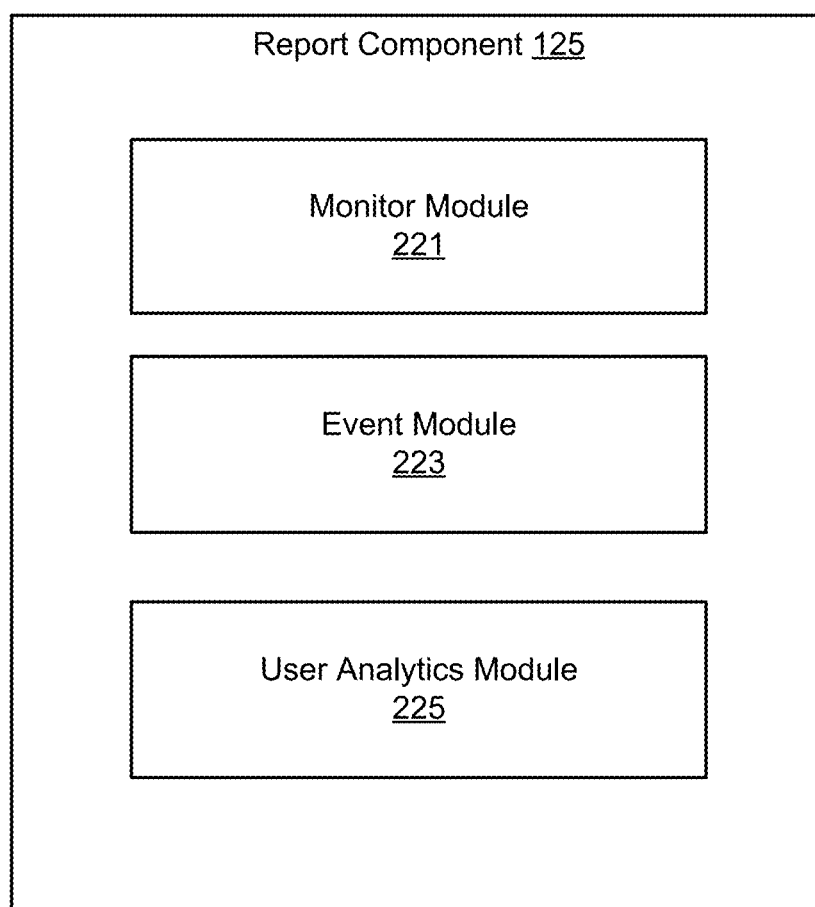 Report Component 125
Monitor Module
221
Event Module
223
User Analytics Module
225